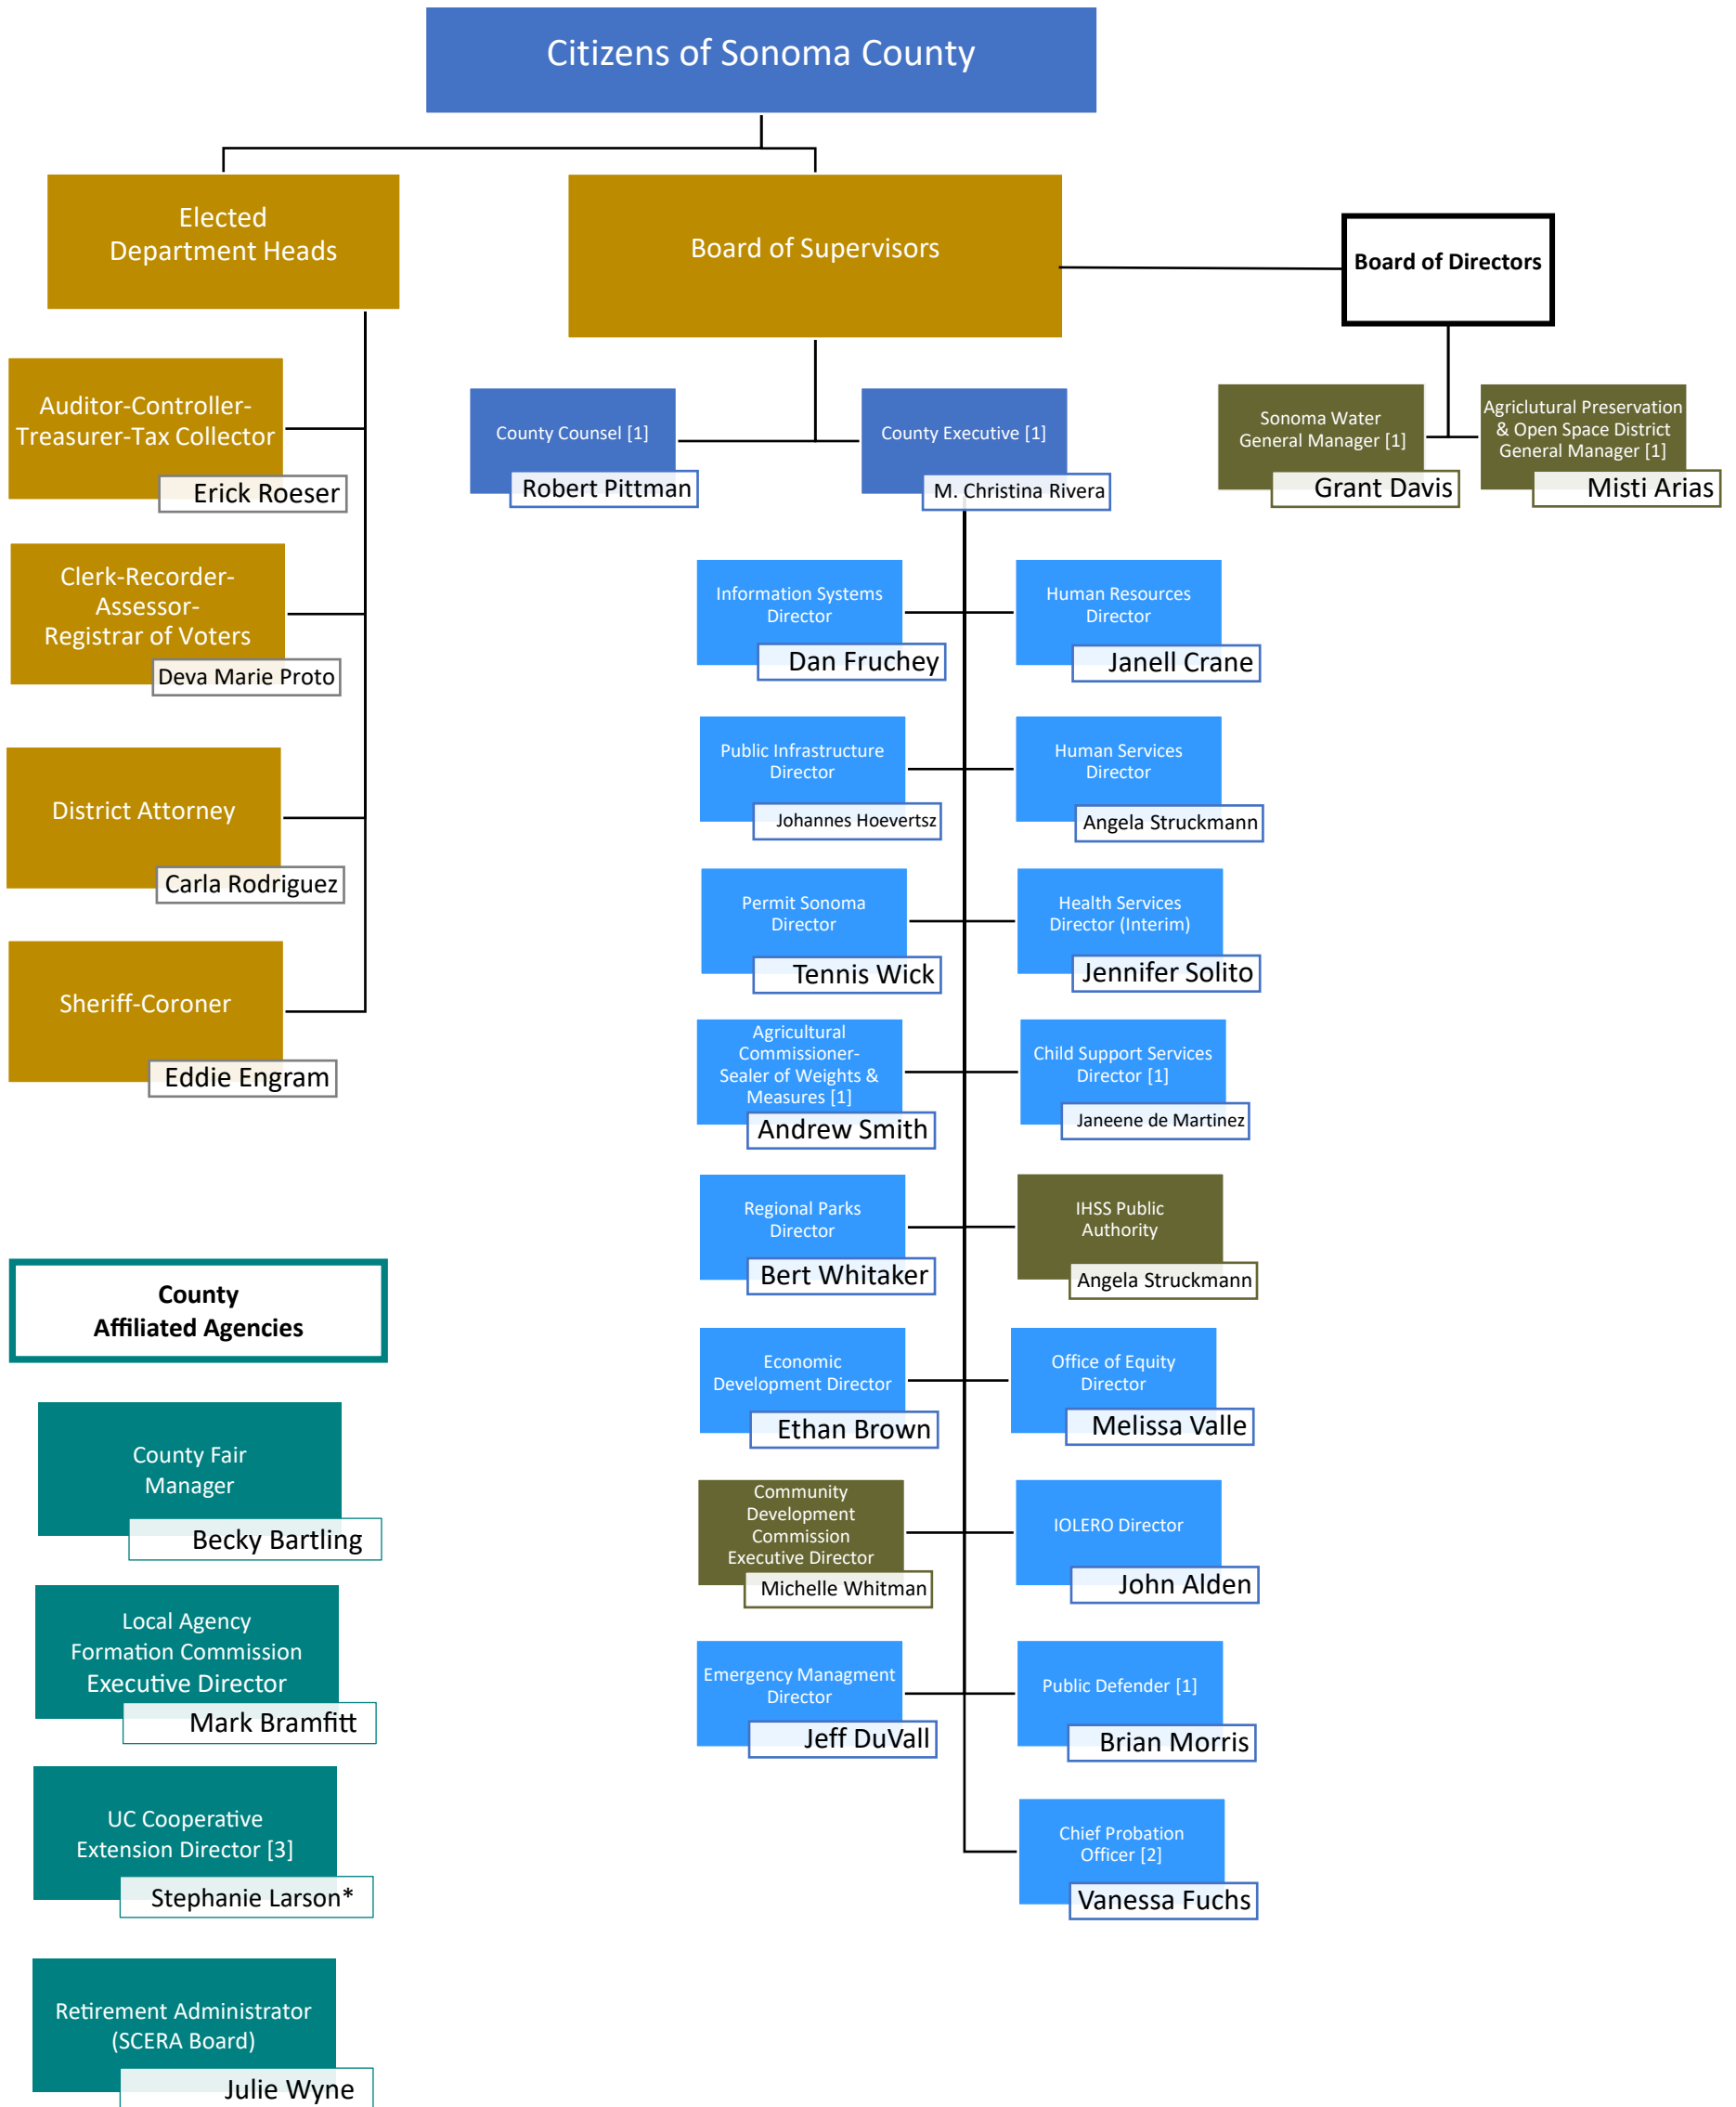 Citizens of Sonoma County
Elected
Department Heads
Board of Supervisors
Board of Directors
Auditor-Controller-
Treasurer-Tax Collector
Erick Roeser
Clerk-Recorder-
Assessor-
Registrar of Voters
Deva Marie Proto
District Attorney
Carla Rodriguez
Sheriff-Coroner
Eddie Engram
County Counsel [1]
Robert Pittman
County Executive [1]
M. Christina Rivera
Sonoma Water
General Manager [1]
Grant Davis
Agriclutural Preservation
& Open Space District
General Manager [1]
Misti Arias
Information Systems
Director
Dan Fruchey
Human Resources
Director
Janell Crane
Public Infrastructure
Director
Johannes Hoevertsz
Human Services
Director
Angela Struckmann
Permit Sonoma
Director
Tennis Wick
Health Services
Director (Interim)
Jennifer Solito
Agricultural
Commissioner-
Sealer of Weights &
Measures [1]
Andrew Smith
Child Support Services
Director [1]
Janeene de Martinez
Regional Parks
Director
Bert Whitaker
IHSS Public
Authority
Angela Struckmann
Economic
Development Director
Ethan Brown
Office of Equity
Director
Melissa Valle
Community
Development
Commission
Executive Director
Michelle Whitman
IOLERO Director
John Alden
Emergency Managment
Director
Jeff DuVall
Public Defender [1]
Brian Morris
Chief Probation
Officer [2]
Vanessa Fuchs
County
Affiliated Agencies
County Fair
Manager
Becky Bartling
Local Agency
Formation Commission
Executive Director
Mark Bramfitt
UC Cooperative
Extension Director [3]
Stephanie Larson*
Retirement Administrator
(SCERA Board)
Julie Wyne